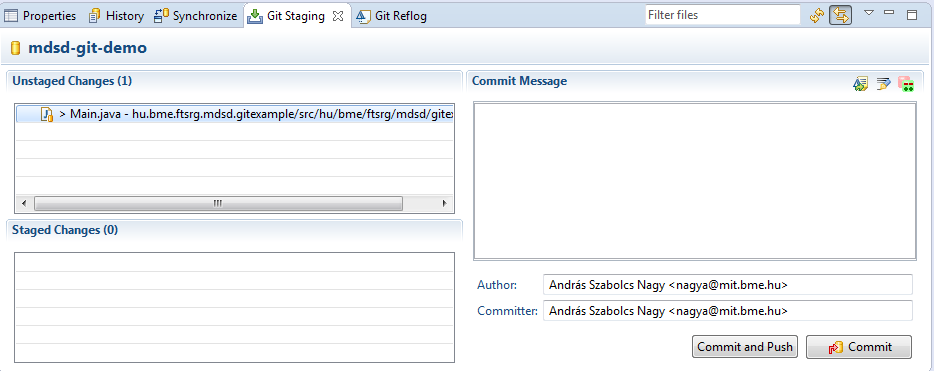 Properties History Synchronize Git Staging Git Reflog Filter files
mdsd-git-demo
Unstaged Changes (1)
> Main.java - hu.bme.ftsrg.mdsd.gitexample/src/hu/bme/ftsrg/mdsd/gite
Staged Changes (0)
Commit Message
Author: András Szabolcs Nagy <nagya@mit.bme.hu>
Committer: András Szabolcs Nagy <nagya@mit.bme.hu>
Commit and Push Commit